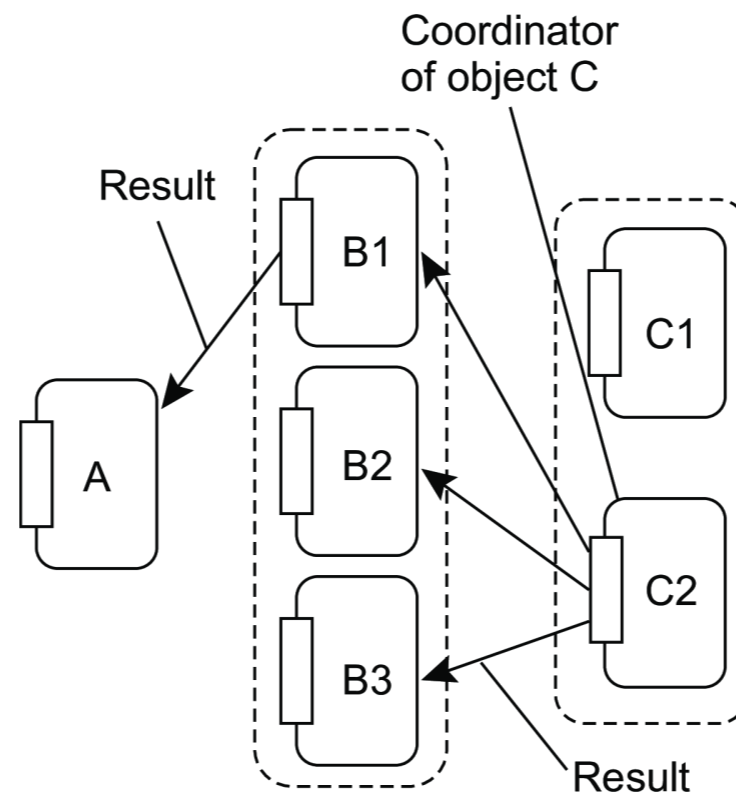 Coordinator
of object C
Result
B1
C1
B2
A
C2
B3
Result